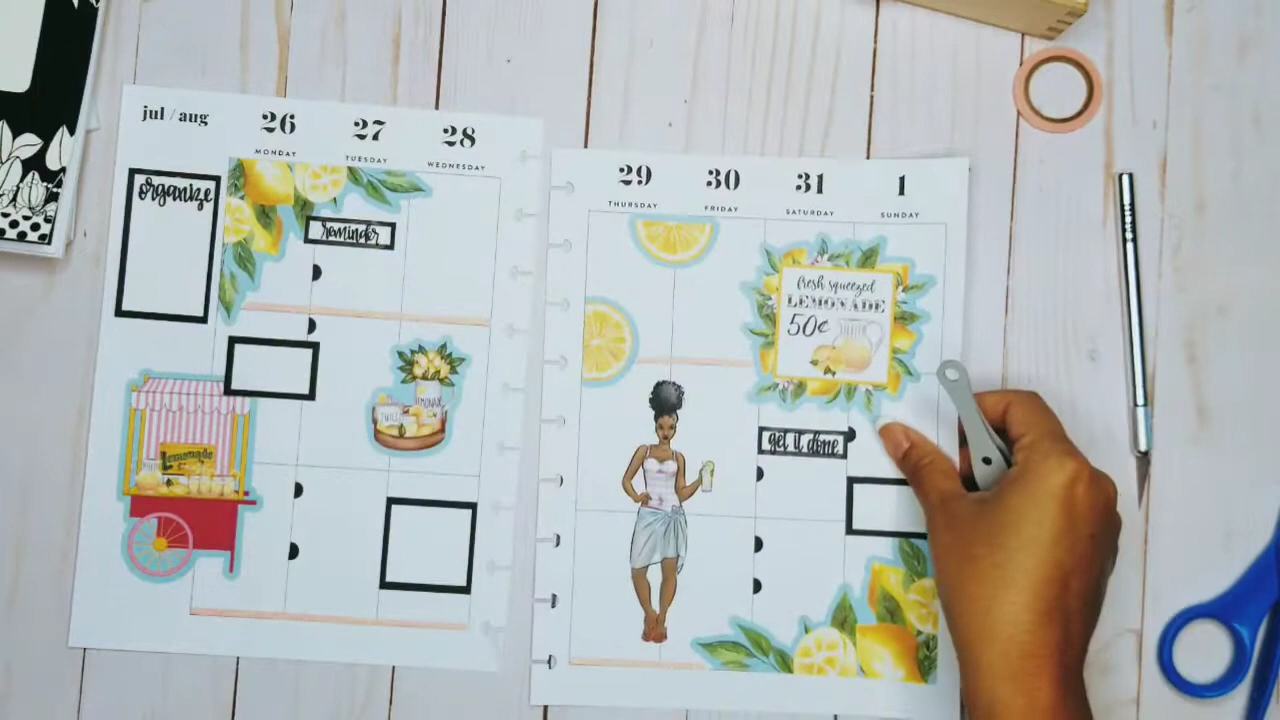 jul / aug
26
MONDAY
27
TUESDAY
28
WEDNESDAY
29
THURSDAY
30
FRIDAY
31
SATURDAY
1
SUNDAY
organize
reminder
Lemonade
fresh squeezed
LEMONADE
50¢
get it done